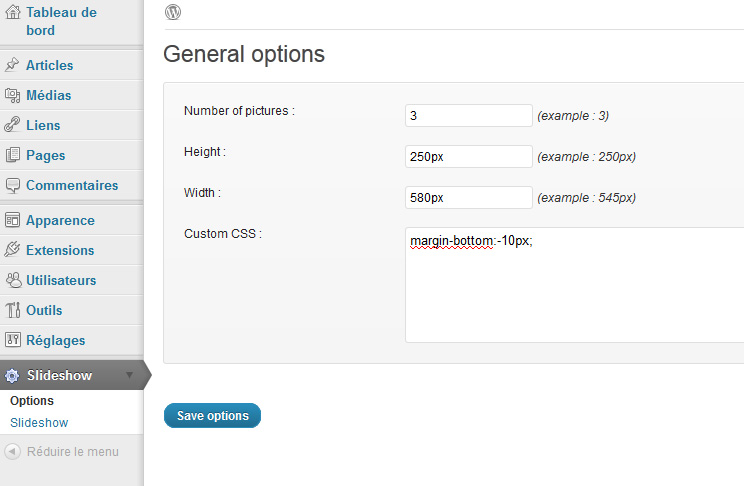 Tableau de
bord
Articles
Médias
Liens
Pages
Commentaires
Apparence
Extensions
Utilisateurs
Outils
Réglages
Slideshow
Options
Slideshow
Réduire le menu
General options
Number of pictures : 3 (example : 3)
Height : 250px (example : 250px)
Width : 580px (example : 545px)
Custom CSS : margin-bottom:-10px;
Save options